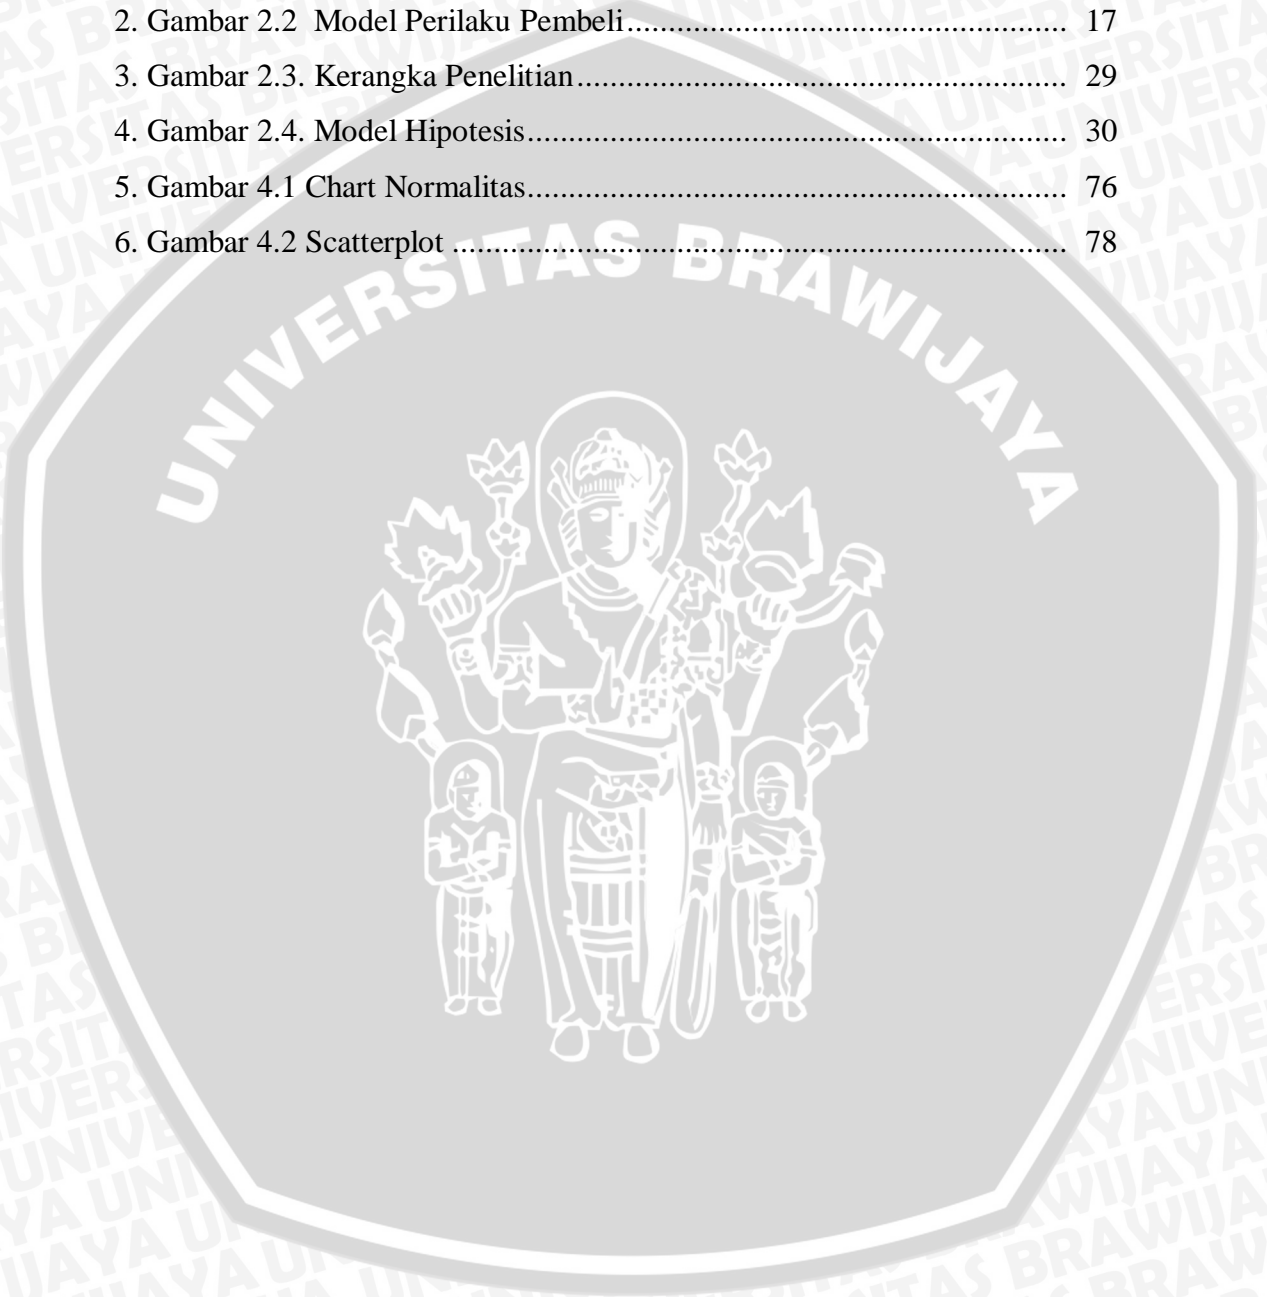 2. Gambar 2.2  Model Perilaku Pembeli....................................................... 17
3. Gambar 2.3. Kerangka Penelitian............................................................. 29
4. Gambar 2.4. Model Hipotesis................................................................... 30
5. Gambar 4.1 Chart Normalitas................................................................... 76
6. Gambar 4.2 Scatterplot ............................................................................ 78
UNIVERSITAS BRAWIJAYA